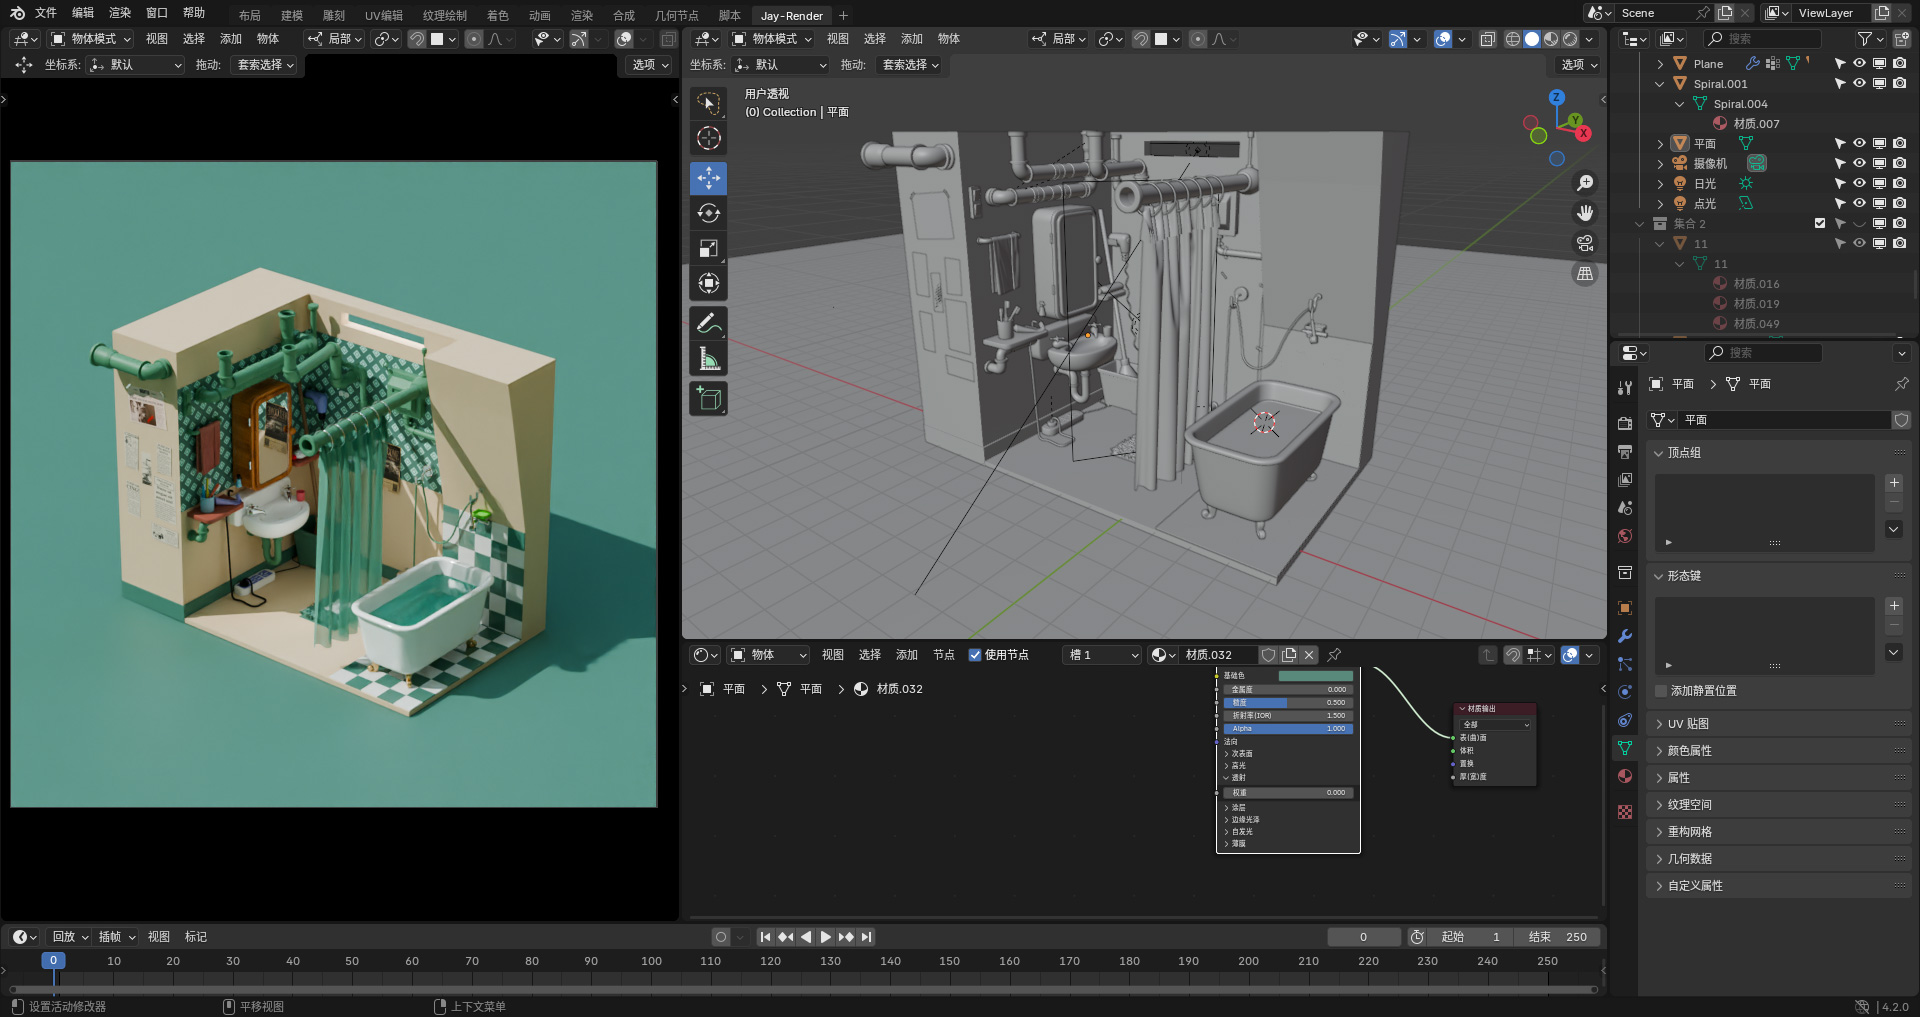 文件 编辑 渲染 窗口 帮助 布局 建模 雕刻 UV编辑 纹理绘制 着色 动画 渲染 合成 几何节点 脚本 Jay-Render Scene ViewLayer
物体模式 视图 选择 添加 物体 局部
坐标系: 默认 拖动: 套索选择 选项
物体模式 视图 选择 添加 物体 局部
坐标系: 默认 拖动: 套索选择 选项
用户透视
(0) Collection | 平面
Z
Y
X
搜索
Plane
Spiral.001
Spiral.004
材质.007
平面
摄像机
日光
点光
集合 2
11
11
材质.016
材质.019
材质.049
搜索
平面 平面
平面
顶点组
形态键
添加静置位置
UV 贴图
颜色属性
属性
纹理空间
重构网格
几何数据
自定义属性
物体 视图 选择 添加 节点 使用节点 槽 1 材质.032
平面 平面 材质.032
基础色
金属度 0.000
糙度 0.500
折射率(IOR) 1.500
Alpha 1.000
法向
次表面
高光
透射
权重 0.000
涂层
边缘光泽
自发光
薄膜
材质输出
全部
表(曲)面
体积
置换
厚(宽)度
回放 插帧 视图 标记 0 起始 1 结束 250
0 10 20 30 40 50 60 70 80 90 100 110 120 130 140 150 160 170 180 190 200 210 220 230 240 250
设置活动修改器 平移视图 上下文菜单 4.2.0